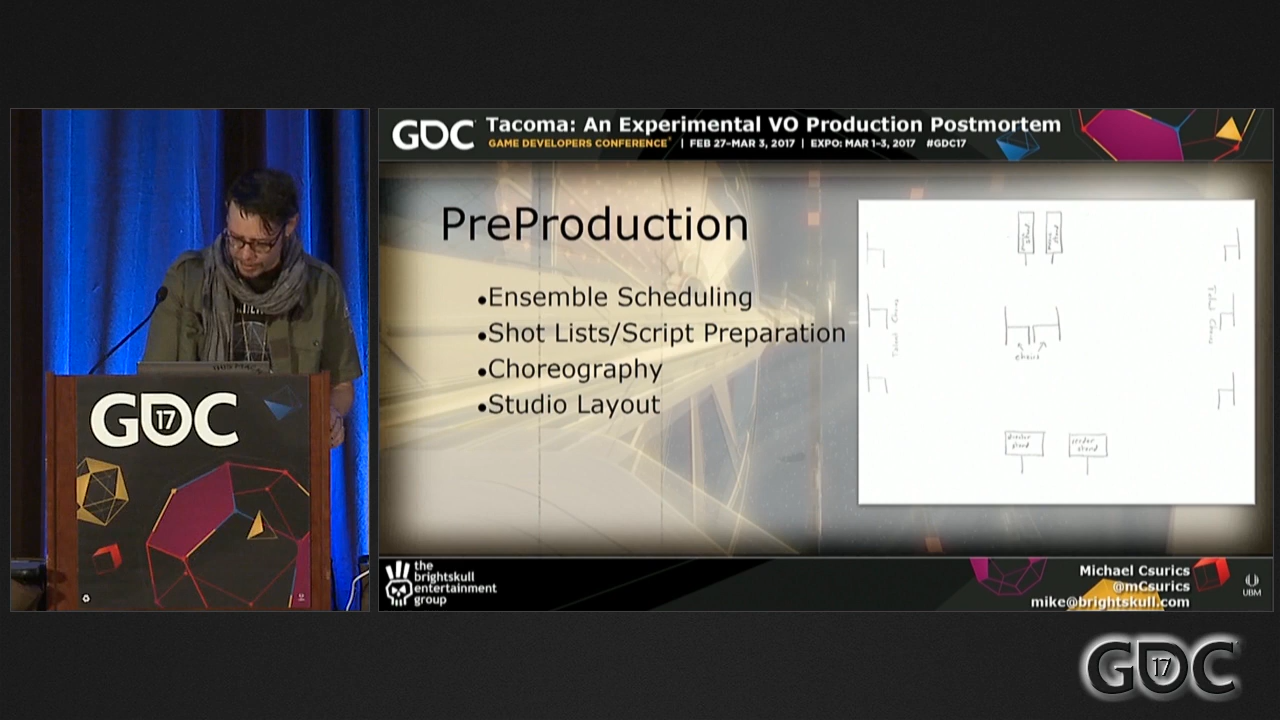 GDC
Tacoma: An Experimental VO Production Postmortem
GAME DEVELOPERS CONFERENCE® | FEB 27–MAR 3, 2017 | EXPO: MAR 1–3, 2017 #GDC17
PreProduction
•Ensemble Scheduling
•Shot Lists/Script Preparation
•Choreography
•Studio Layout
chairs
director
stand
reader
stand
GDC
17
the
brightskull
entertainment
group
Michael Csurics
@mCsurics
mike@brightskull.com
UBM
GDC
17